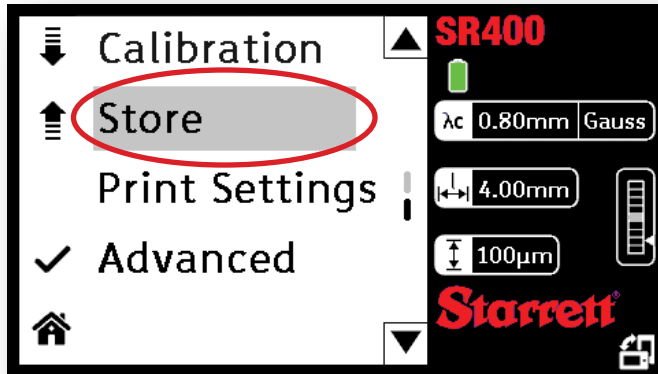 Calibration
Store
Print Settings
Advanced
SR400
λc 0.80mm Gauss
4.00mm
100µm
Starrett®